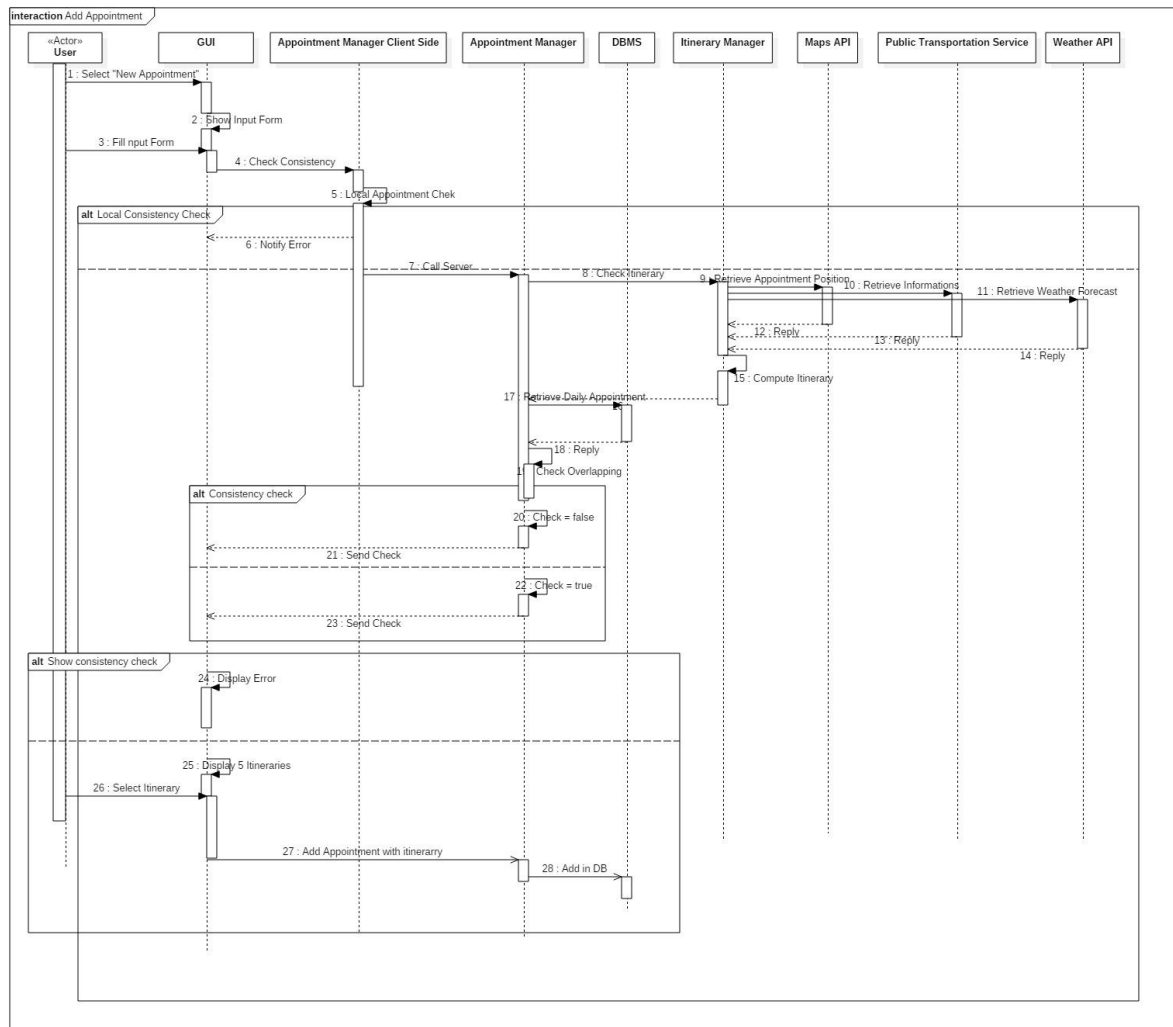 interaction Add Appointment
«Actor»
User
GUI
Appointment Manager Client Side
Appointment Manager
DBMS
Itinerary Manager
Maps API
Public Transportation Service
Weather API
1 : Select "New Appointment"
2 : Show Input Form
3 : Fill nput Form
4 : Check Consistency
5 : Local Appointment Chek
alt Local Consistency Check
6 : Notify Error
7 : Call Server
8 : Check Itinerary
9 : Retrieve Appointment Position
10 : Retrieve Informations
11 : Retrieve Weather Forecast
12 : Reply
13 : Reply
14 : Reply
15 : Compute Itinerary
17 : Retrieve Daily Appointment
18 : Reply
19 : Check Overlapping
alt Consistency check
20 : Check = false
21 : Send Check
22 : Check = true
23 : Send Check
alt Show consistency check
24 : Display Error
25 : Display 5 Itineraries
26 : Select Itinerary
27 : Add Appointment with itinerarry
28 : Add in DB